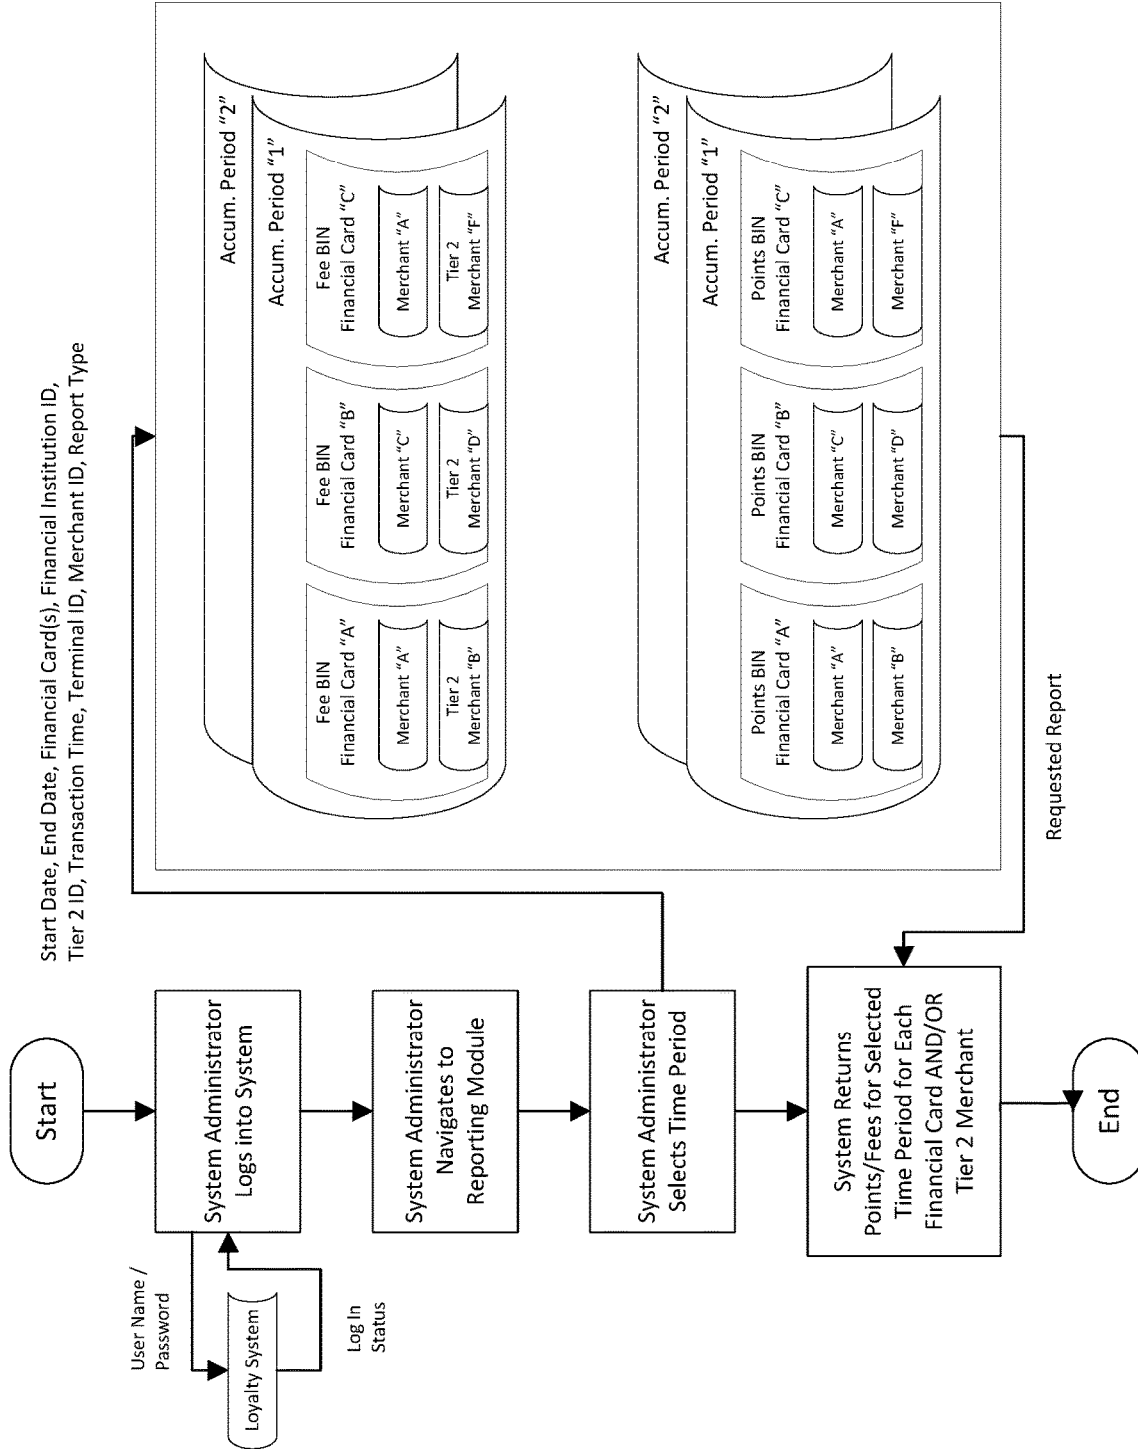 Start
System Administrator
Logs into System
User Name /
Password
Loyalty System
Log In
Status
System Administrator
Navigates to
Reporting Module
System Administrator
Selects Time Period
Start Date, End Date, Financial Card(s), Financial Institution ID,
Tier 2 ID, Transaction Time, Terminal ID, Merchant ID, Report Type
Accum. Period “2”
Accum. Period “1”
Fee BIN
Financial Card “A”
Merchant “A”
Tier 2
Merchant “B”
Fee BIN
Financial Card “B”
Merchant “C”
Tier 2
Merchant “D”
Fee BIN
Financial Card “C”
Merchant “A”
Tier 2
Merchant “F”
Accum. Period “2”
Accum. Period “1”
Points BIN
Financial Card “A”
Merchant “A”
Merchant “B”
Points BIN
Financial Card “B”
Merchant “C”
Merchant “D”
Points BIN
Financial Card “C”
Merchant “A”
Merchant “F”
Requested Report
System Returns
Points/Fees for Selected
Time Period for Each
Financial Card AND/OR
Tier 2 Merchant
End